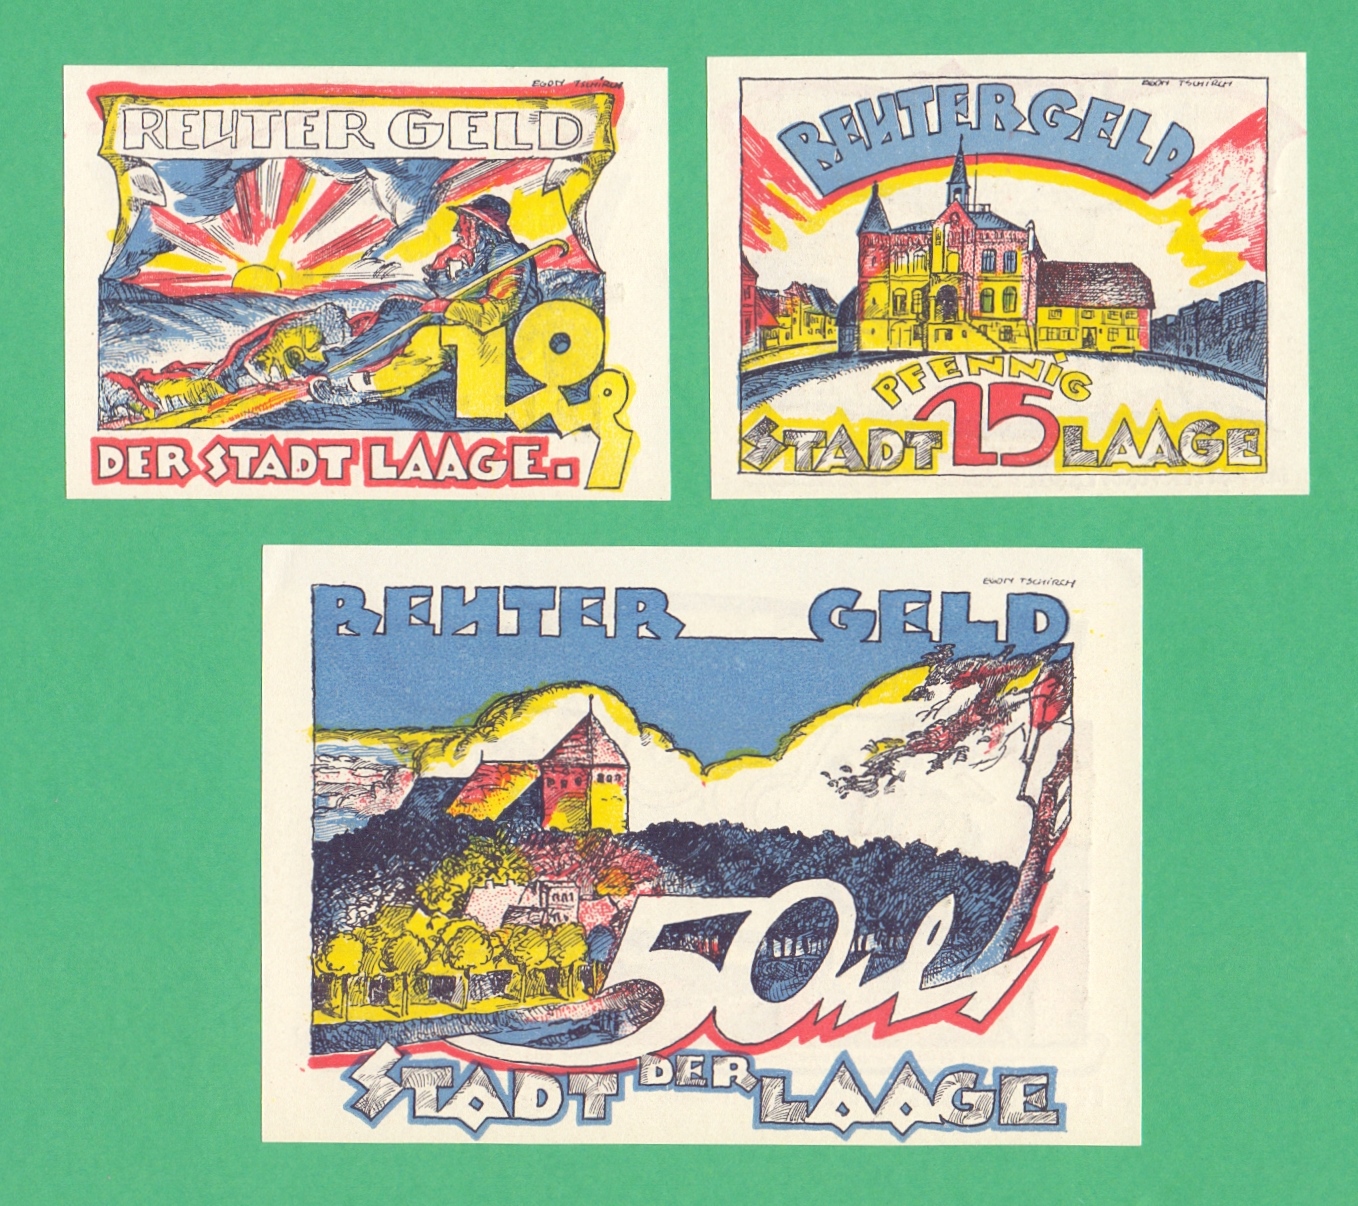 EGON TSCHIRCH
REUTER GELD
10 ₰
DER STADT LAAGE.
EGON TSCHIRCH
REUTERGELD
PFENNIG
25
STADT LAAGE
EGON TSCHIRCH
REUTER GELD
50
STADT DER LAAGE